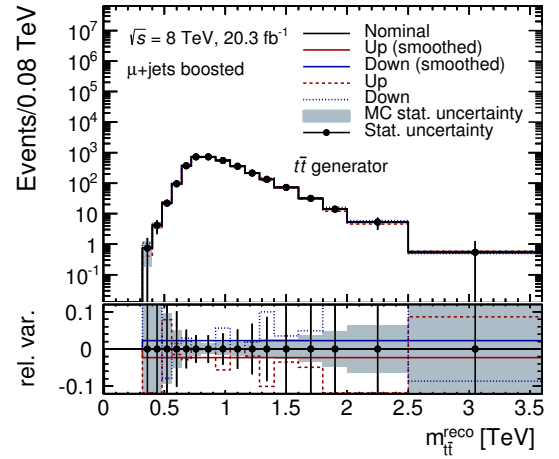 Events/0.08 TeV
10⁷
10⁶
10⁵
10⁴
10³
10²
10
1
10⁻¹
√s = 8 TeV, 20.3 fb⁻¹
μ+jets boosted
Nominal
Up (smoothed)
Down (smoothed)
Up
Down
MC stat. uncertainty
Stat. uncertainty
tt̄ generator
rel. var.
0.1
0
-0.1
0 0.5 1 1.5 2 2.5 3 3.5
m_tt̄^reco [TeV]